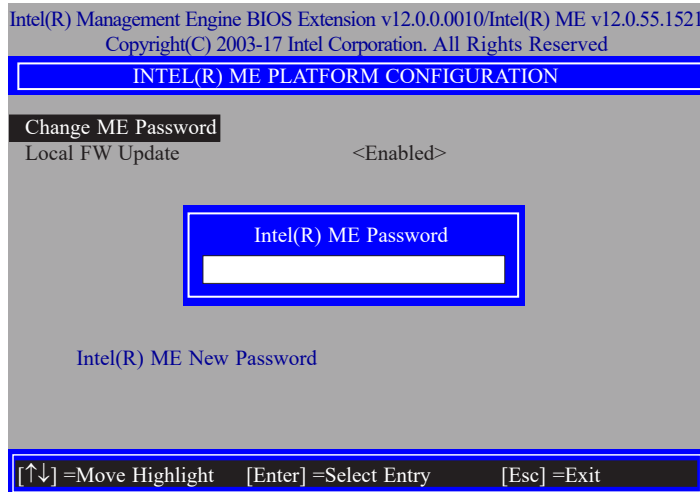 Intel(R) Management Engine BIOS Extension v12.0.0.0010/Intel(R) ME v12.0.55.1521
Copyright(C) 2003-17 Intel Corporation. All Rights Reserved
INTEL(R) ME PLATFORM CONFIGURATION
Change ME Password
Local FW Update <Enabled>
Intel(R) ME Password
Intel(R) ME New Password
[↑↓] =Move Highlight [Enter] =Select Entry [Esc] =Exit